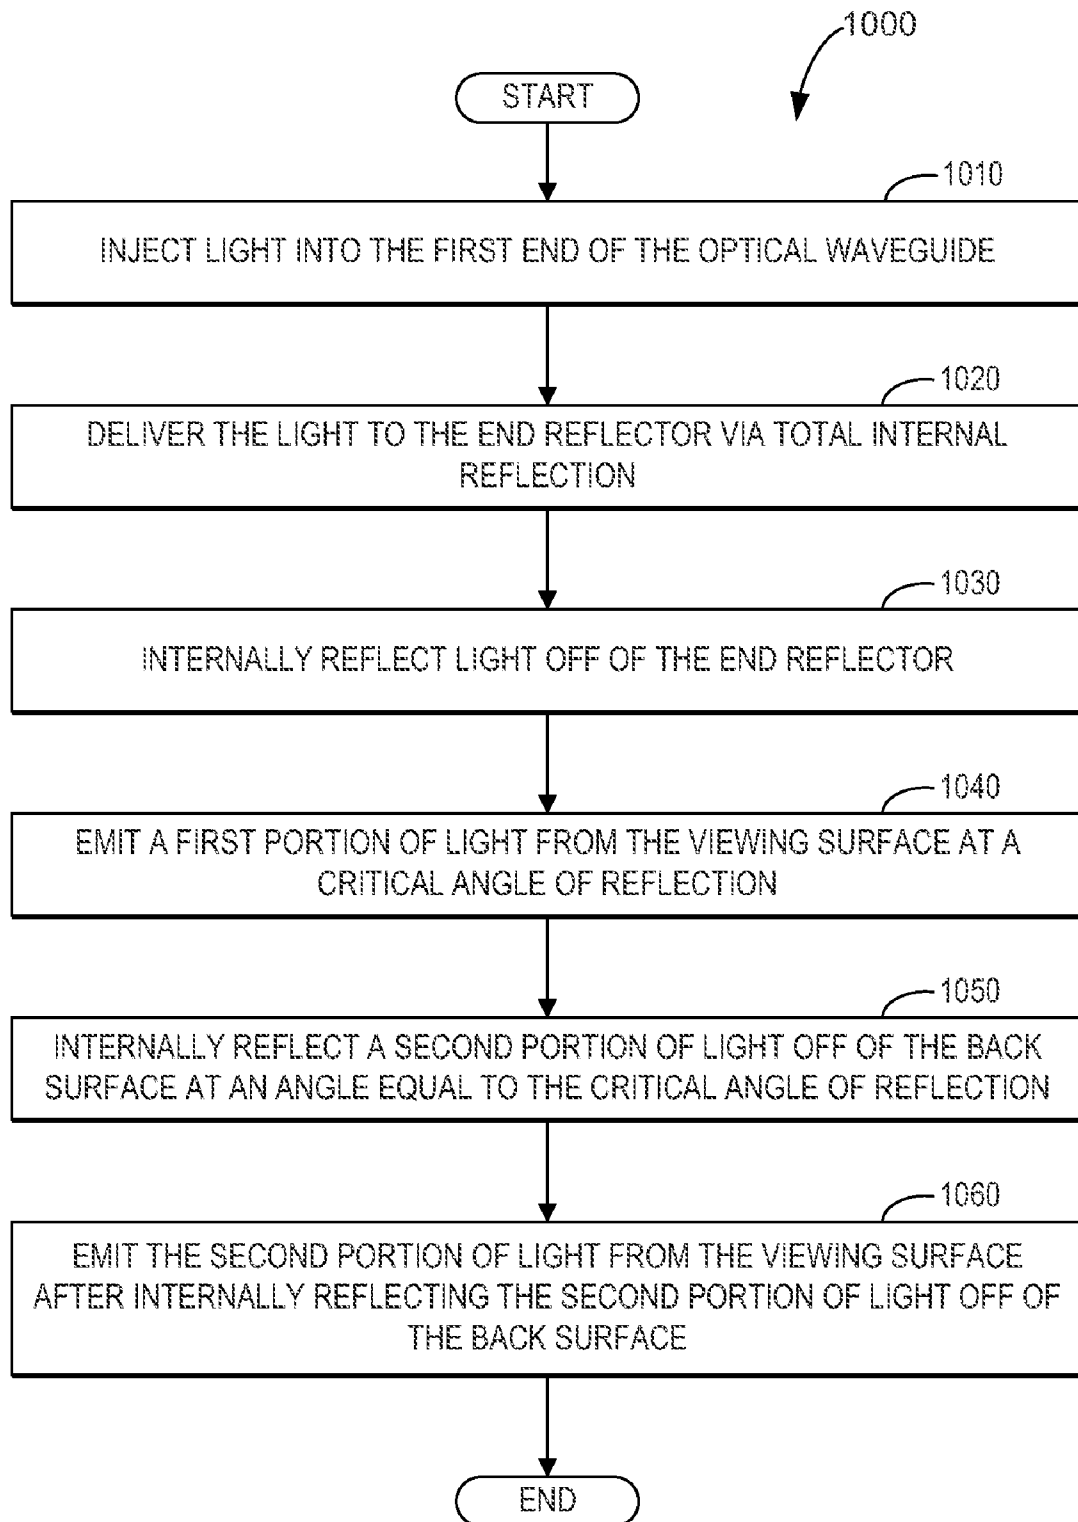 1000
START
1010
INJECT LIGHT INTO THE FIRST END OF THE OPTICAL WAVEGUIDE
1020
DELIVER THE LIGHT TO THE END REFLECTOR VIA TOTAL INTERNAL
REFLECTION
1030
INTERNALLY REFLECT LIGHT OFF OF THE END REFLECTOR
1040
EMIT A FIRST PORTION OF LIGHT FROM THE VIEWING SURFACE AT A
CRITICAL ANGLE OF REFLECTION
1050
INTERNALLY REFLECT A SECOND PORTION OF LIGHT OFF OF THE BACK
SURFACE AT AN ANGLE EQUAL TO THE CRITICAL ANGLE OF REFLECTION
1060
EMIT THE SECOND PORTION OF LIGHT FROM THE VIEWING SURFACE
AFTER INTERNALLY REFLECTING THE SECOND PORTION OF LIGHT OFF OF
THE BACK SURFACE
END